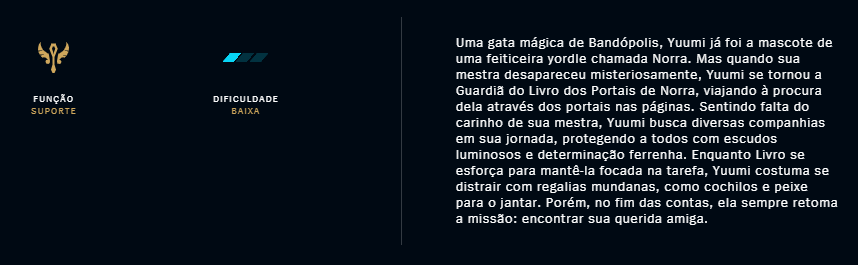 FUNÇÃO
SUPORTE
DIFICULDADE
BAIXA
Uma gata mágica de Bandópolis, Yuumi já foi a mascote de
uma feiticeira yordle chamada Norra. Mas quando sua
mestra desapareceu misteriosamente, Yuumi se tornou a
Guardiã do Livro dos Portais de Norra, viajando à procura
dela através dos portais nas páginas. Sentindo falta do
carinho de sua mestra, Yuumi busca diversas companhias
em sua jornada, protegendo a todos com escudos
luminosos e determinação ferrenha. Enquanto Livro se
esforça para mantê-la focada na tarefa, Yuumi costuma se
distrair com regalias mundanas, como cochilos e peixe
para o jantar. Porém, no fim das contas, ela sempre retoma
a missão: encontrar sua querida amiga.